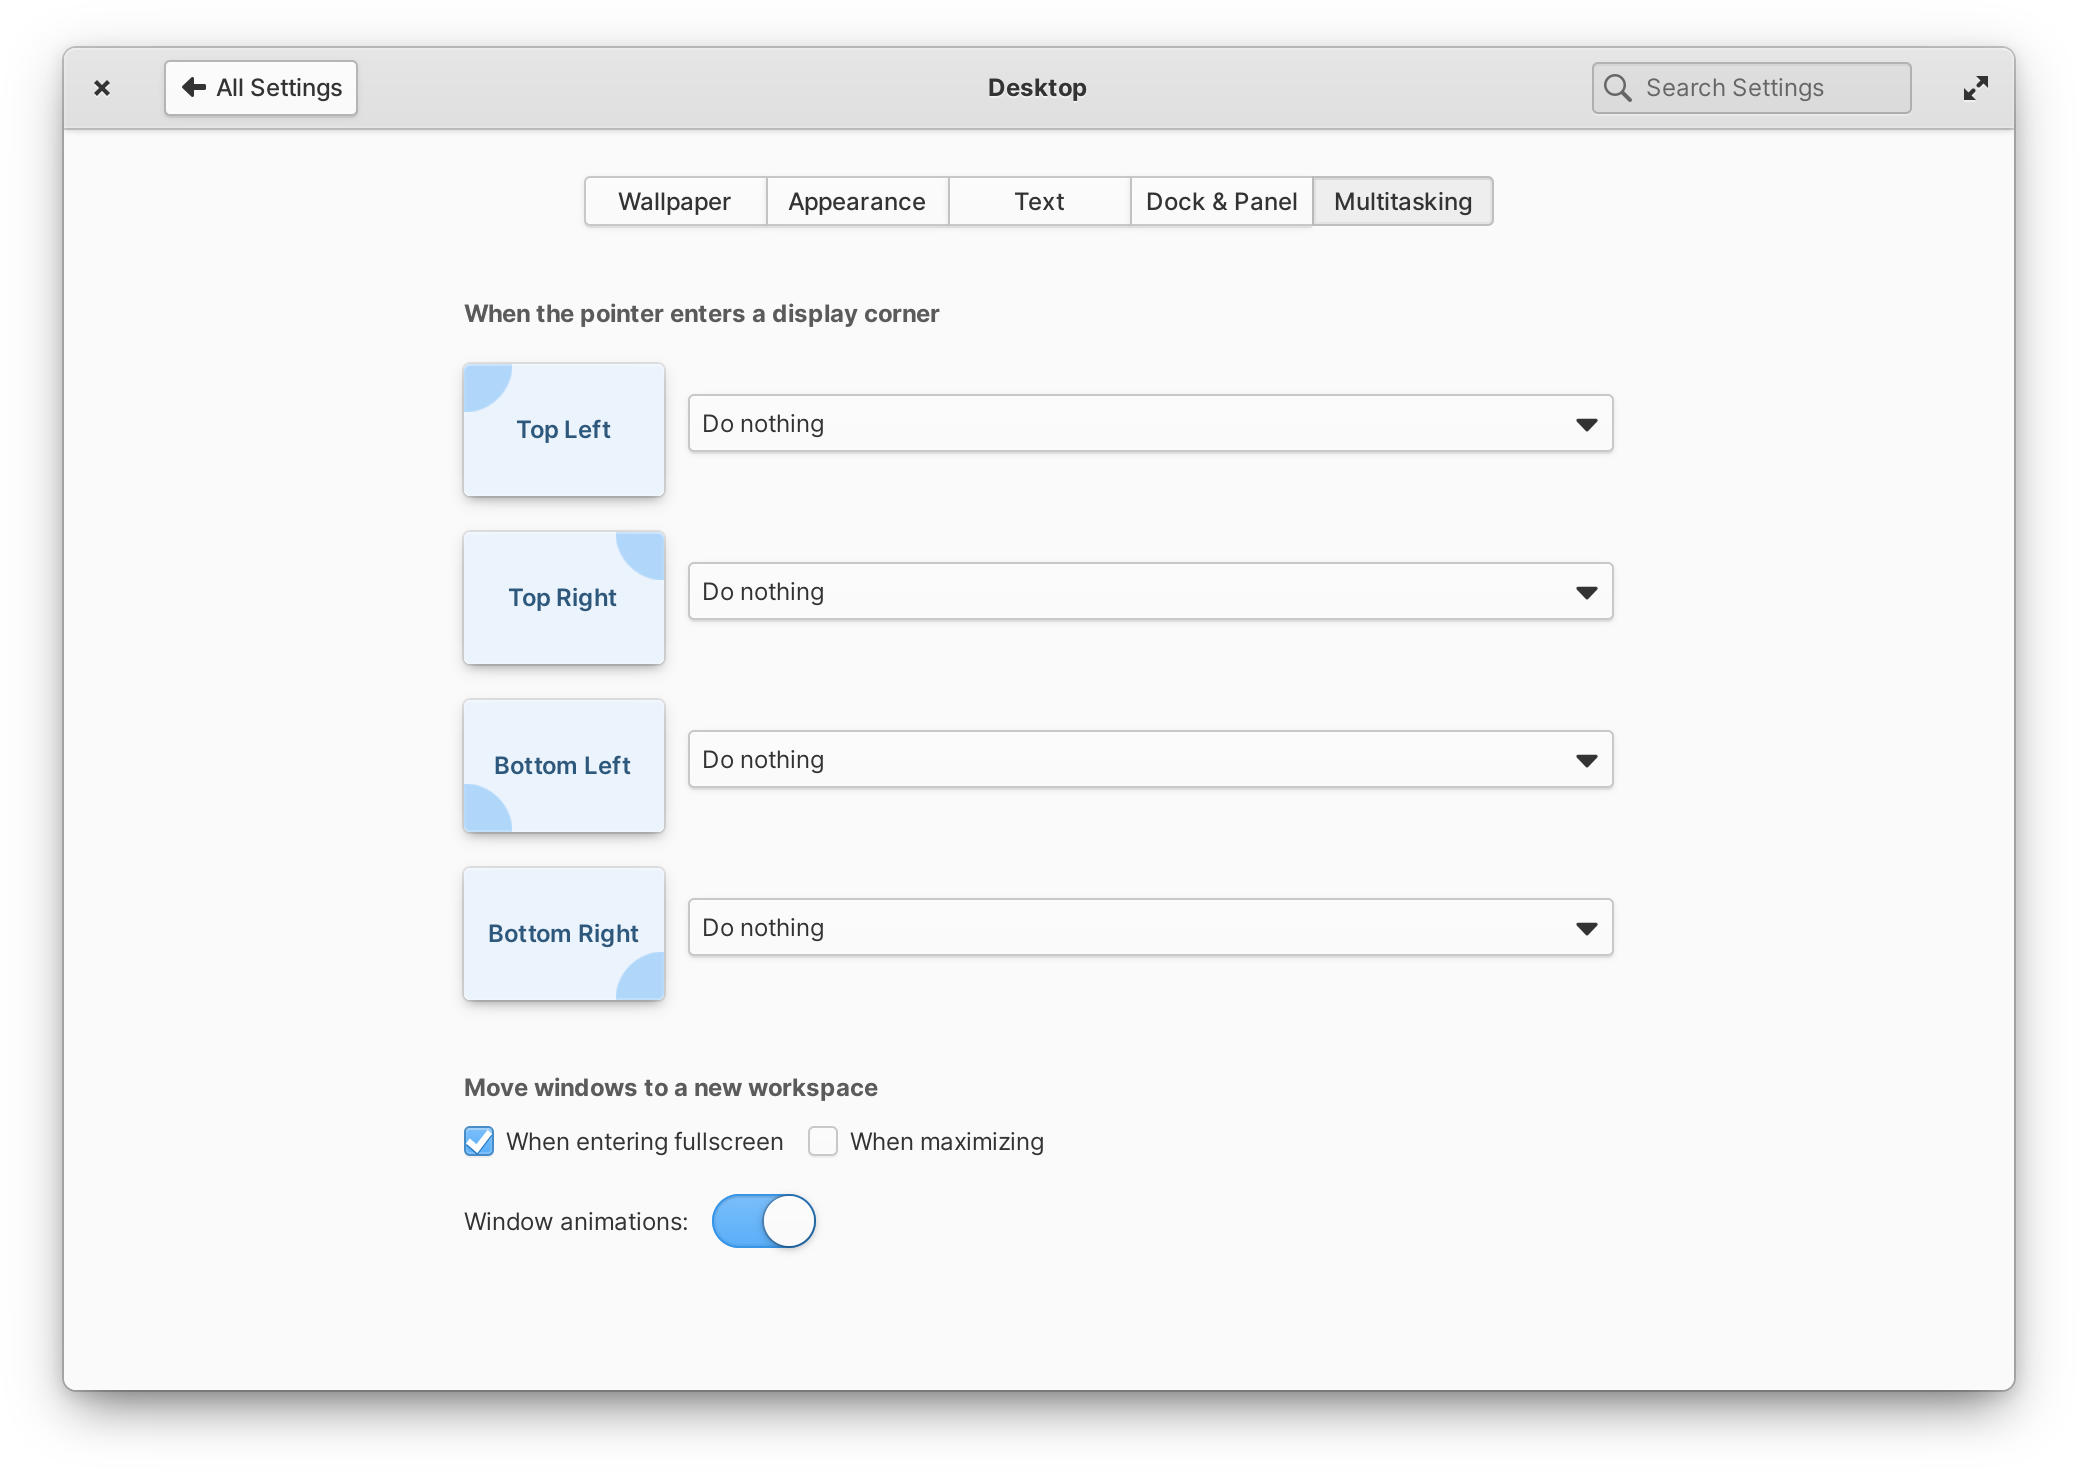 All Settings
Desktop
Search Settings
Wallpaper
Appearance
Text
Dock & Panel
Multitasking
When the pointer enters a display corner
Top Left
Do nothing
Top Right
Do nothing
Bottom Left
Do nothing
Bottom Right
Do nothing
Move windows to a new workspace
When entering fullscreen
When maximizing
Window animations: